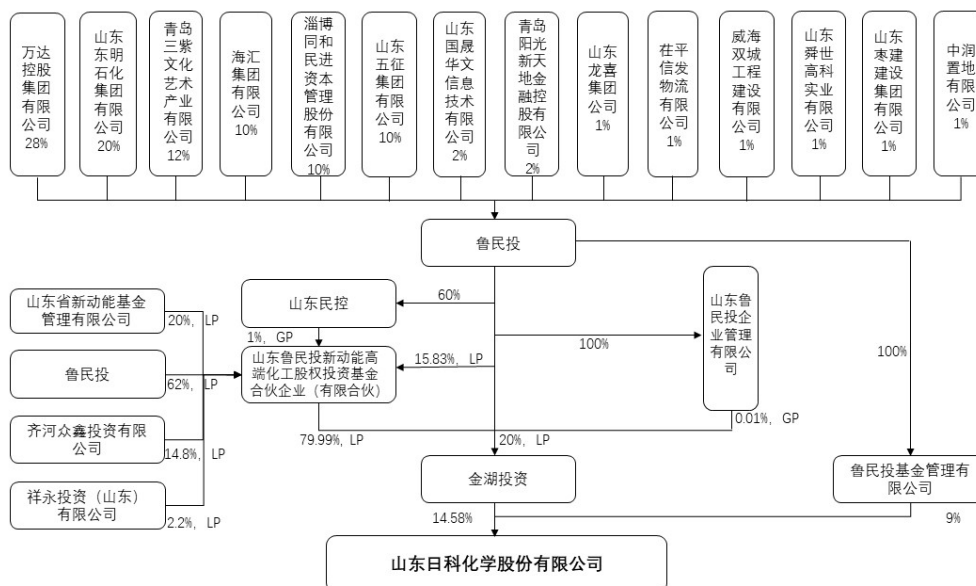 万达
控股
集团
有限
公司
28%
山东
东明
石化
集团
有限
公司
20%
青岛
三紫
文化
艺术
产业
有限
公司
12%
海汇
集团
有限
公司
10%
淄博
同和
民进
资本
管理
股份
有限
公司
10%
山东
五征
集团
有限
公司
10%
山东
国晟
华文
信息
技术
有限
公司
2%
青岛
阳光
新天
地金
融控
股有
限公
司
2%
山东
龙喜
集团
公司
1%
茌平
信发
物流
有限
公司
1%
威海
双城
工程
建设
有限
公司
1%
山东
舜世
高科
实业
有限
公司
1%
山东
枣建
建设
集团
有限
公司
1%
中润
置地
有限
公司
1%
鲁民投
山东民控
60%
山东鲁
民投企
业管理
有限公
司
100%
100%
山东省新动能基金
管理有限公司
20%, LP
1%, GP
山东鲁民投新动能高
端化工股权投资基金
合伙企业（有限合伙）
15.83%, LP
鲁民投
62%, LP
齐河众鑫投资有限
公司
14.8%, LP
祥永投资（山东）
有限公司
2.2%, LP
79.99%, LP
20%, LP
0.01%, GP
金湖投资
鲁民投基金管理有
限公司
14.58%
9%
山东日科化学股份有限公司